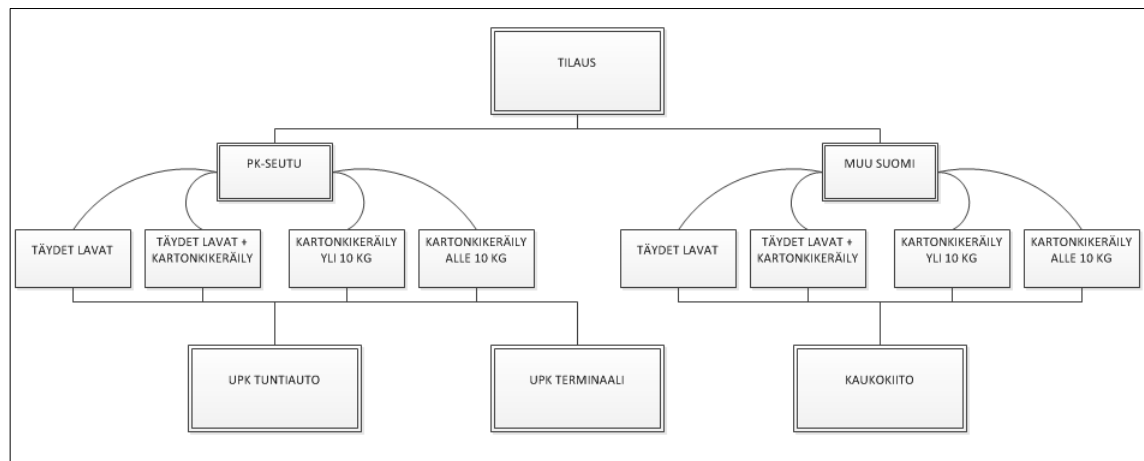 TILAUS
PK-SEUTU
MUU SUOMI
TÄYDET LAVAT
TÄYDET LAVAT +
KARTONKIKERÄILY
KARTONKIKERÄILY
YLI 10 KG
KARTONKIKERÄILY
ALLE 10 KG
TÄYDET LAVAT
TÄYDET LAVAT +
KARTONKIKERÄILY
KARTONKIKERÄILY
YLI 10 KG
KARTONKIKERÄILY
ALLE 10 KG
UPK TUNTIAUTO
UPK TERMINAALI
KAUKOKIITO